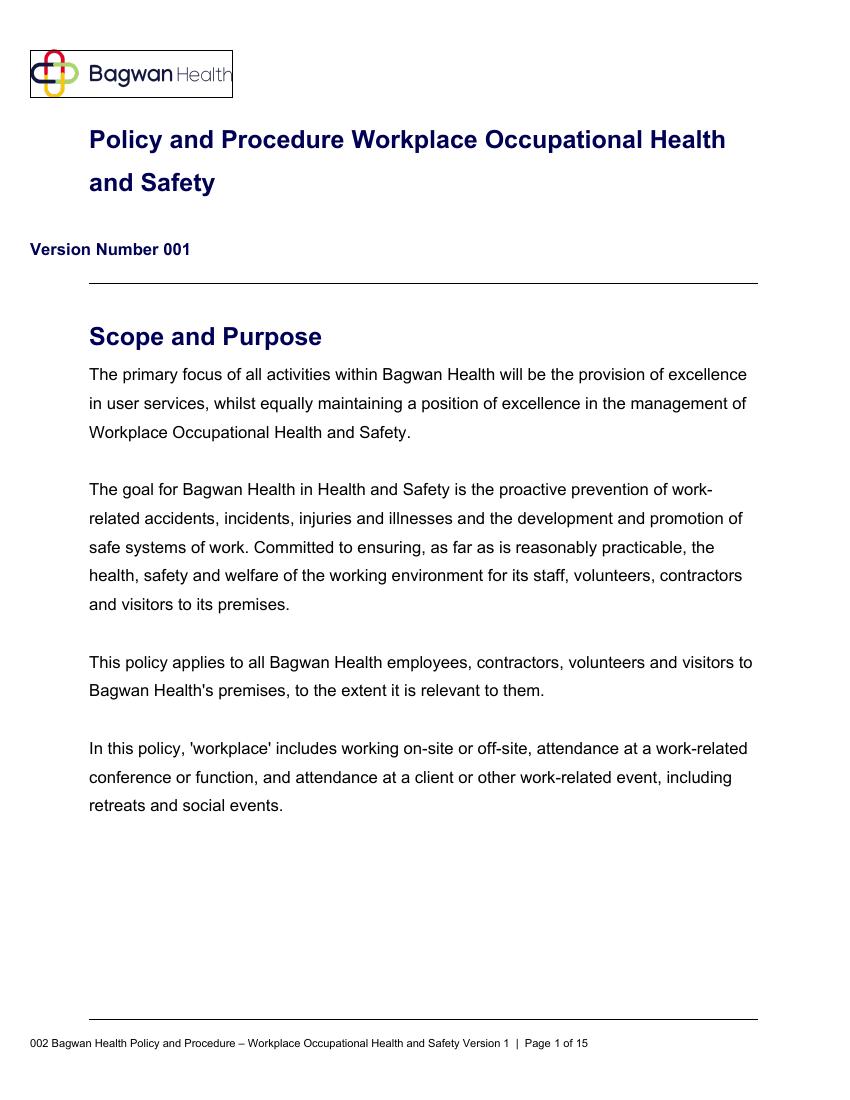 Bagwan Health
Policy and Procedure Workplace Occupational Health
and Safety
Version Number 001
Scope and Purpose
The primary focus of all activities within Bagwan Health will be the provision of excellence
in user services, whilst equally maintaining a position of excellence in the management of
Workplace Occupational Health and Safety.
The goal for Bagwan Health in Health and Safety is the proactive prevention of work-
related accidents, incidents, injuries and illnesses and the development and promotion of
safe systems of work. Committed to ensuring, as far as is reasonably practicable, the
health, safety and welfare of the working environment for its staff, volunteers, contractors
and visitors to its premises.
This policy applies to all Bagwan Health employees, contractors, volunteers and visitors to
Bagwan Health's premises, to the extent it is relevant to them.
In this policy, 'workplace' includes working on-site or off-site, attendance at a work-related
conference or function, and attendance at a client or other work-related event, including
retreats and social events.
002 Bagwan Health Policy and Procedure – Workplace Occupational Health and Safety Version 1 | Page 1 of 15